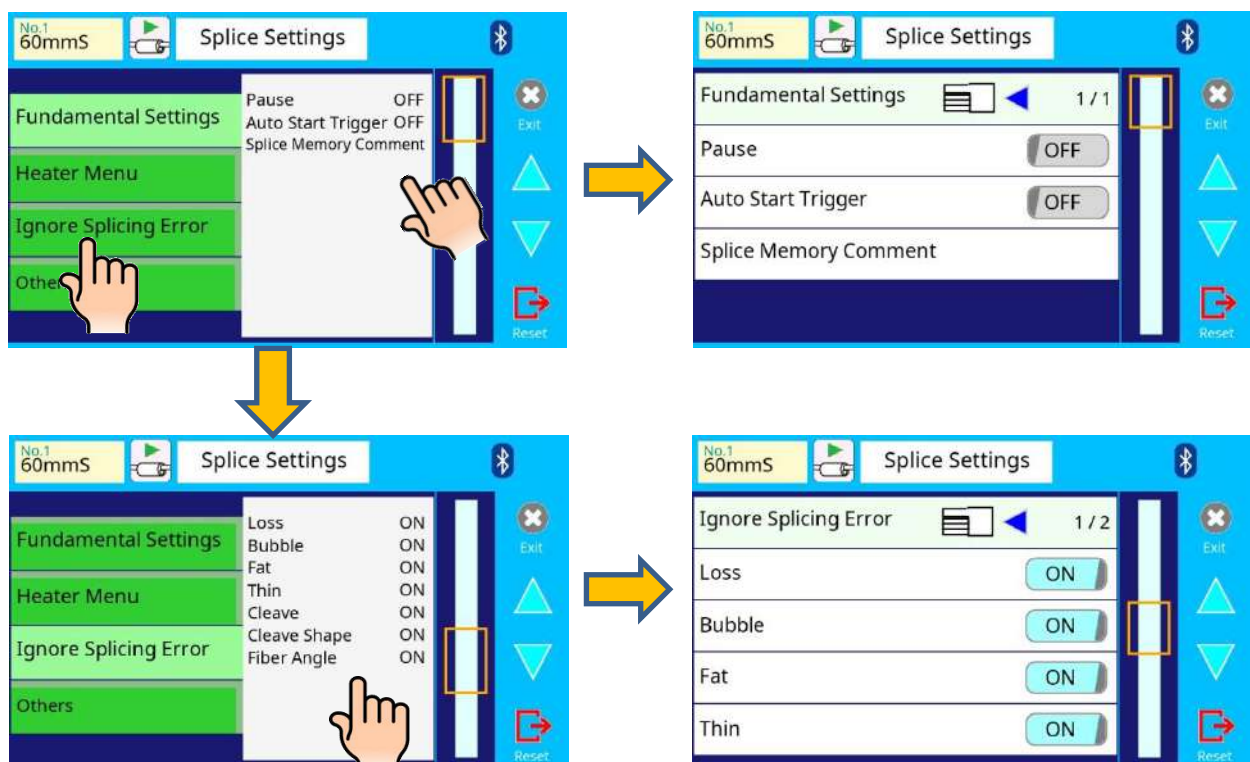 No.1
60mmS
Splice Settings
Fundamental Settings
Heater Menu
Ignore Splicing Error
Othe
Pause OFF
Auto Start Trigger OFF
Splice Memory Comment
Exit
Reset
No.1
60mmS
Splice Settings
Fundamental Settings 1 / 1
Pause OFF
Auto Start Trigger OFF
Splice Memory Comment
Exit
Reset
No.1
60mmS
Splice Settings
Fundamental Settings
Heater Menu
Ignore Splicing Error
Others
Loss ON
Bubble ON
Fat ON
Thin ON
Cleave ON
Cleave Shape ON
Fiber Angle ON
Exit
Reset
No.1
60mmS
Splice Settings
Ignore Splicing Error 1 / 2
Loss ON
Bubble ON
Fat ON
Thin ON
Exit
Reset